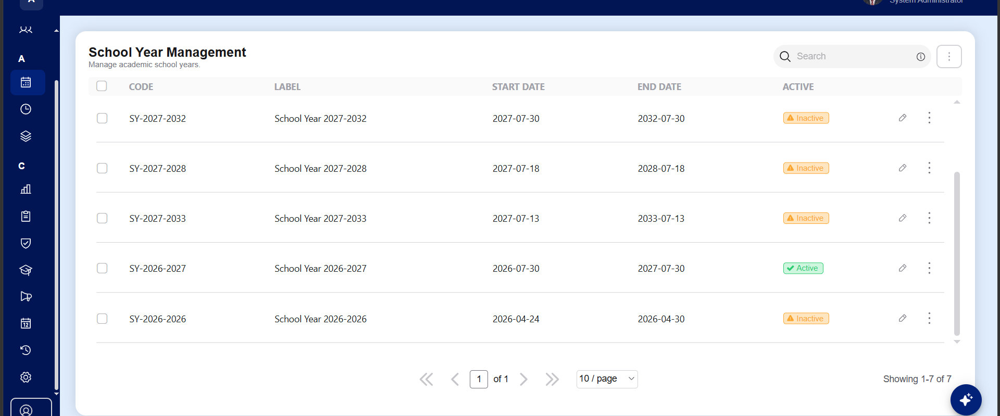 System Administrator
A
School Year Management
Manage academic school years.
Search
CODE LABEL START DATE END DATE ACTIVE
SY-2027-2032 School Year 2027-2032 2027-07-30 2032-07-30 Inactive
SY-2027-2028 School Year 2027-2028 2027-07-18 2028-07-18 Inactive
SY-2027-2033 School Year 2027-2033 2027-07-13 2033-07-13 Inactive
SY-2026-2027 School Year 2026-2027 2026-07-30 2027-07-30 Active
SY-2026-2026 School Year 2026-2026 2026-04-24 2026-04-30 Inactive
A
C
12
1 of 1 10 / page Showing 1-7 of 7